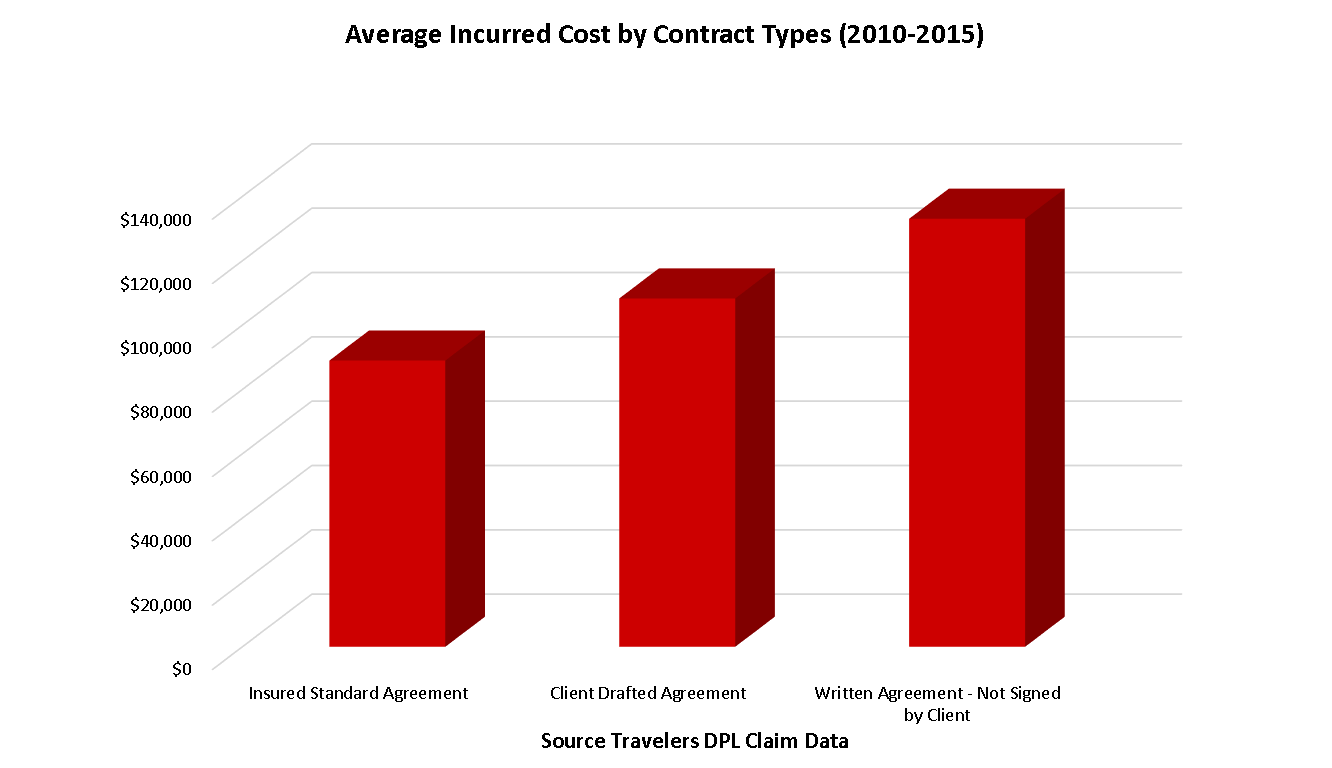 Average Incurred Cost by Contract Types (2010-2015)
$140,000
$120,000
$100,000
$80,000
$60,000
$40,000
$20,000
$0
Insured Standard Agreement
Client Drafted Agreement
Written Agreement - Not Signed
by Client
Source Travelers DPL Claim Data